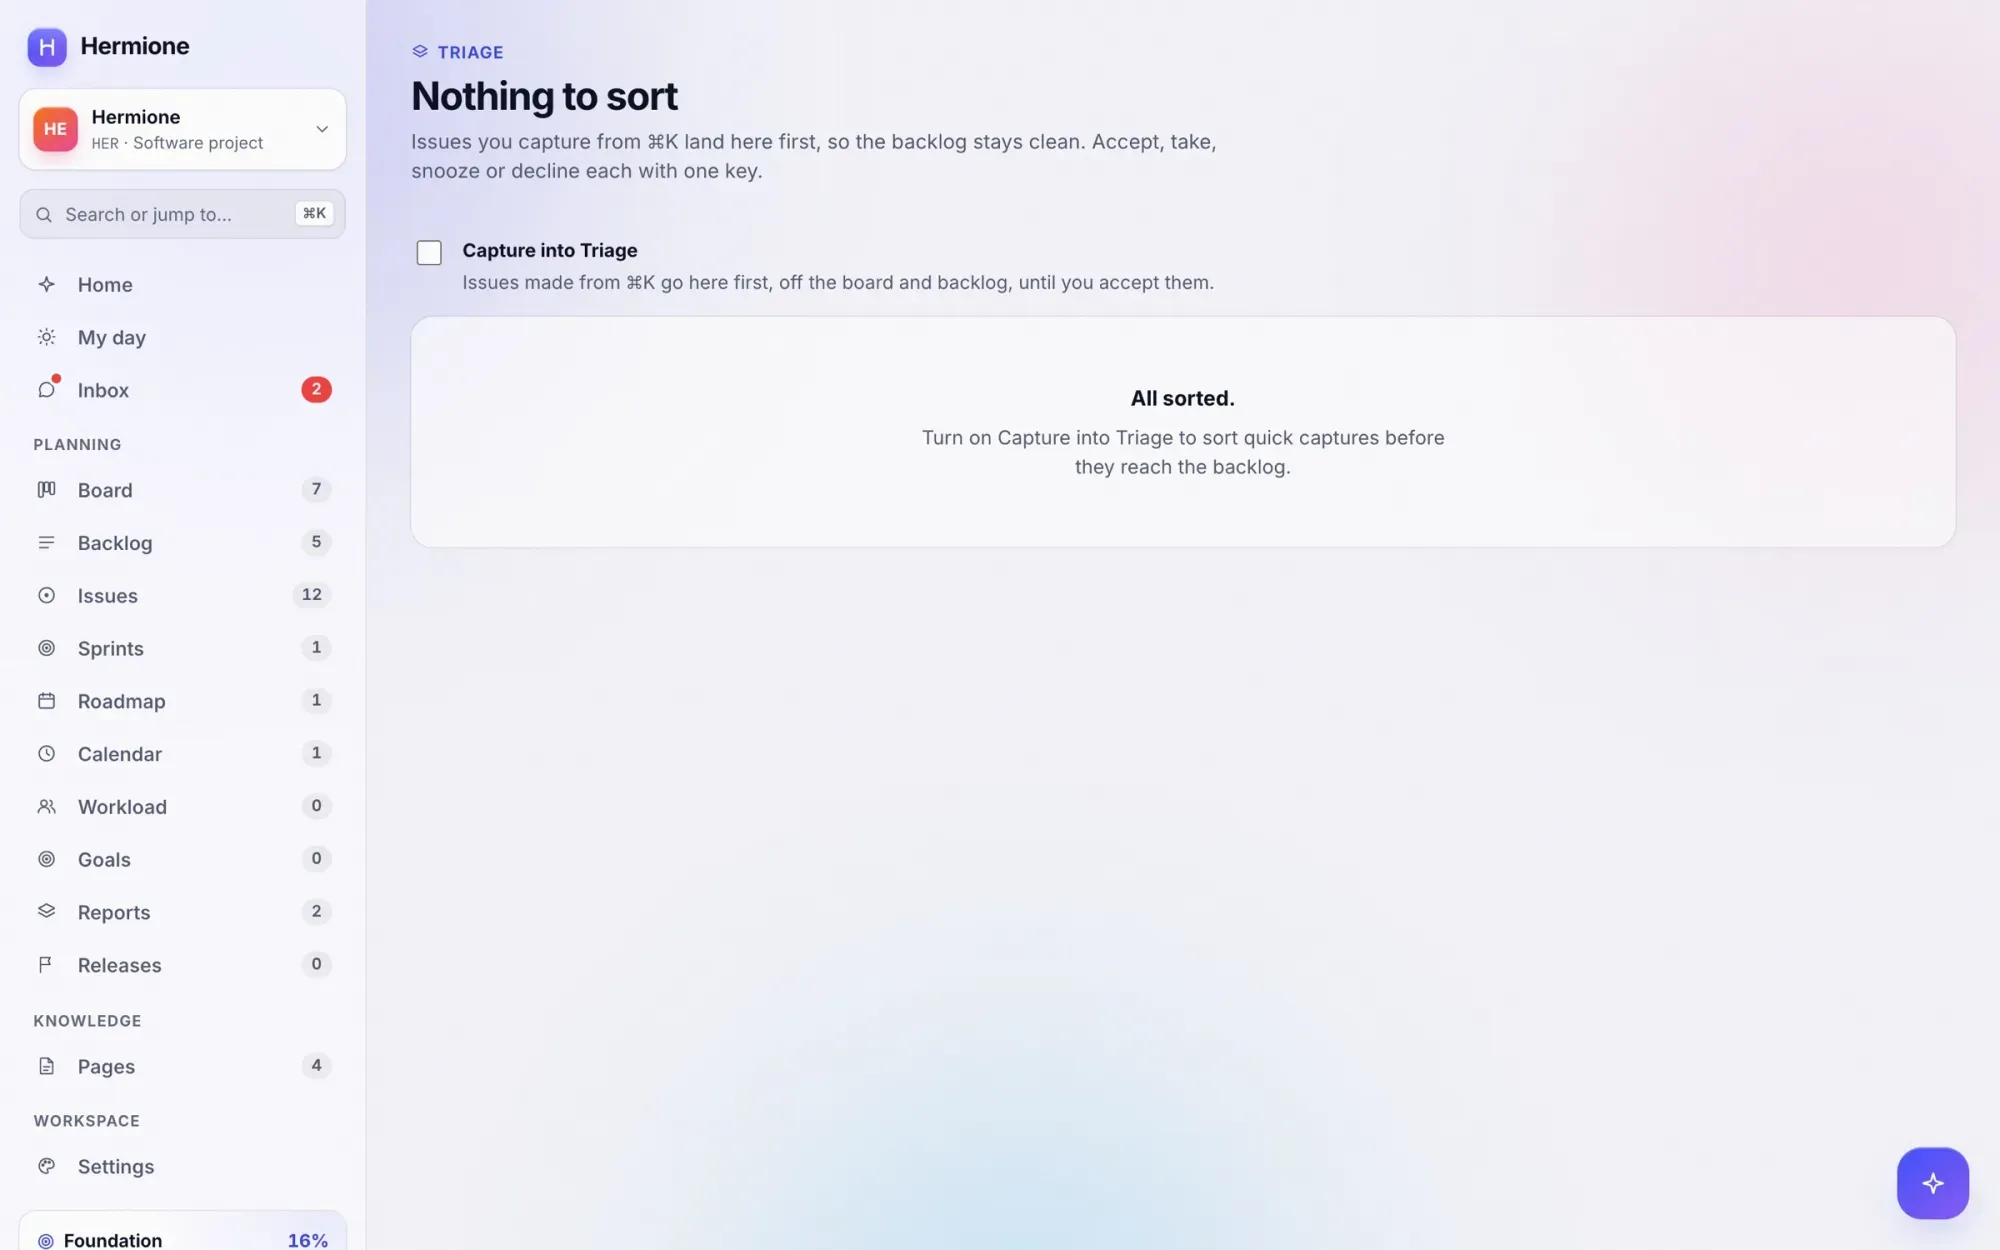 Hermione
HE
Hermione
HER · Software project
Search or jump to...
⌘K
Home
My day
Inbox
2
PLANNING
Board
7
Backlog
5
Issues
12
Sprints
1
Roadmap
1
Calendar
1
Workload
0
Goals
0
Reports
2
Releases
0
KNOWLEDGE
Pages
4
WORKSPACE
Settings
Foundation
16%
TRIAGE
Nothing to sort
Issues you capture from ⌘K land here first, so the backlog stays clean. Accept, take,
snooze or decline each with one key.
Capture into Triage
Issues made from ⌘K go here first, off the board and backlog, until you accept them.
All sorted.
Turn on Capture into Triage to sort quick captures before
they reach the backlog.